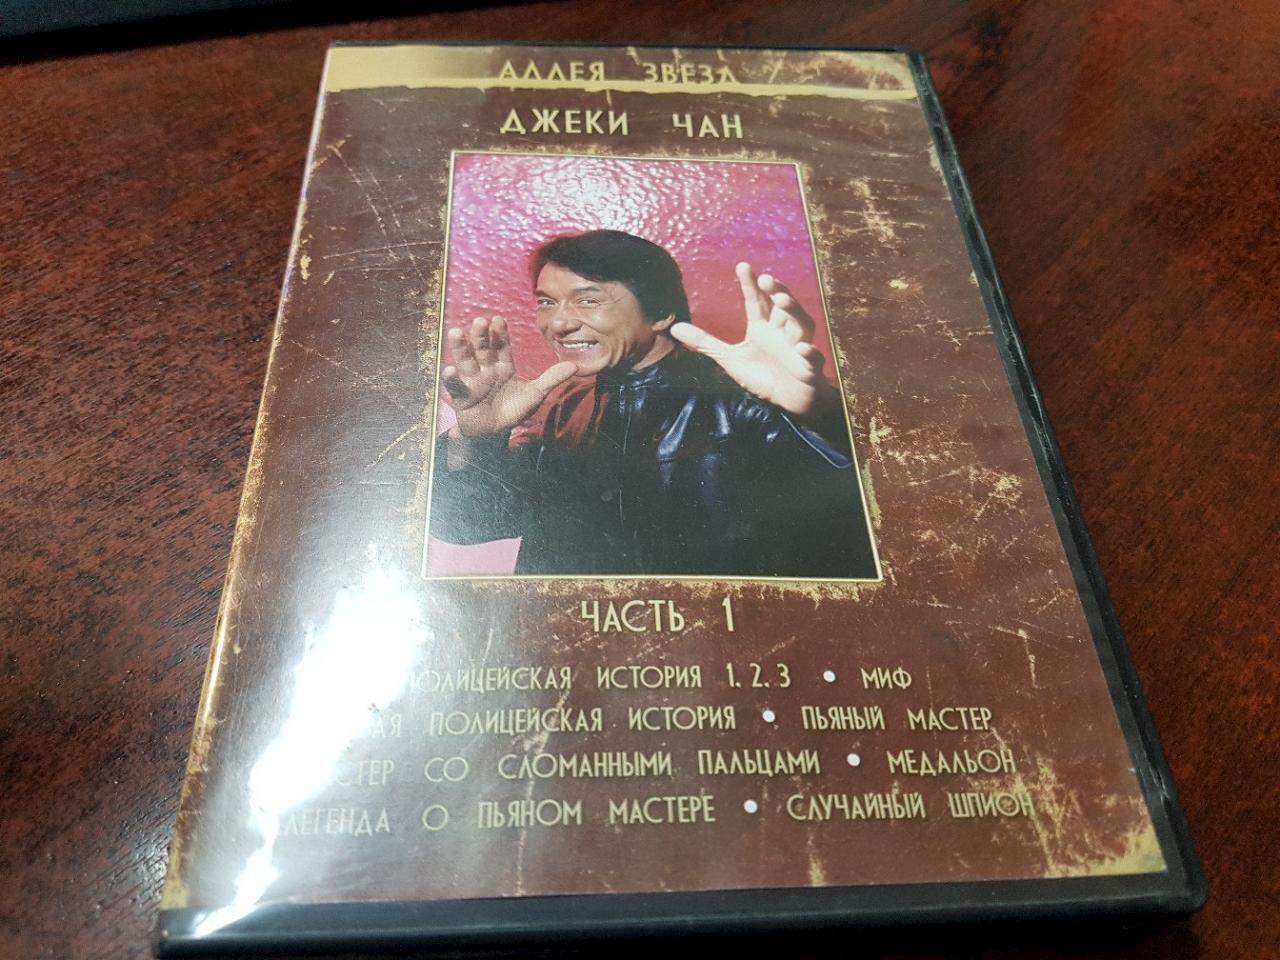 АЛЛЕЯ ЗВЕЗД
ДЖЕКИ ЧАН
ЧАСТЬ 1
ПОЛИЦЕЙСКАЯ ИСТОРИЯ 1. 2. 3 • МИФ
ПОЛИЦЕЙСКАЯ ИСТОРИЯ • ПЬЯНЫЙ МАСТЕР
СО СЛОМАННЫМИ ПАЛЬЦАМИ • МЕДАЛЬОН
ЛЕГЕНДА О ПЬЯНОМ МАСТЕРЕ • СЛУЧАЙНЫЙ ШПИОН